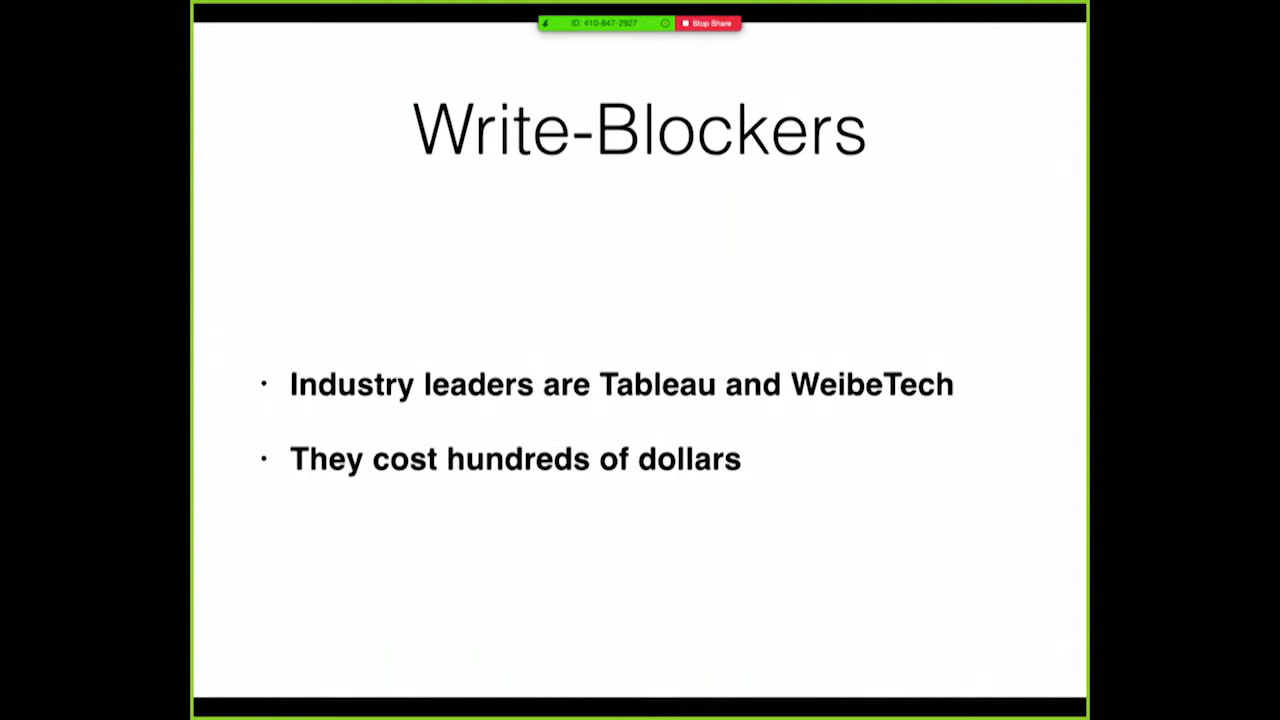 ID: 410-847-2927
Stop Share
Write-Blockers
• Industry leaders are Tableau and WeibeTech
• They cost hundreds of dollars